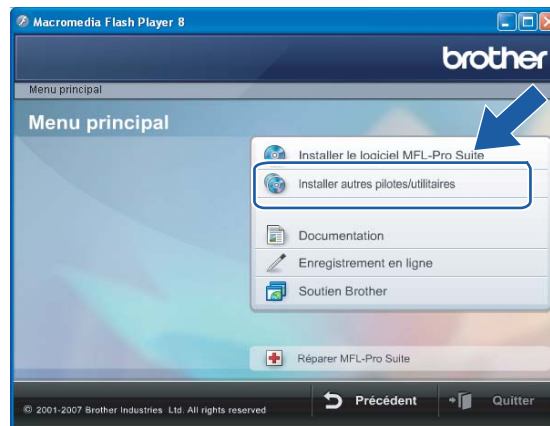 Macromedia Flash Player 8
brother
Menu principal
Menu principal
Installer le logiciel MFL-Pro Suite
Installer autres pilotes/utilitaires
Documentation
Enregistrement en ligne
Soutien Brother
Réparer MFL-Pro Suite
© 2001-2007 Brother Industries Ltd. All rights reserved
Précédent
Quitter